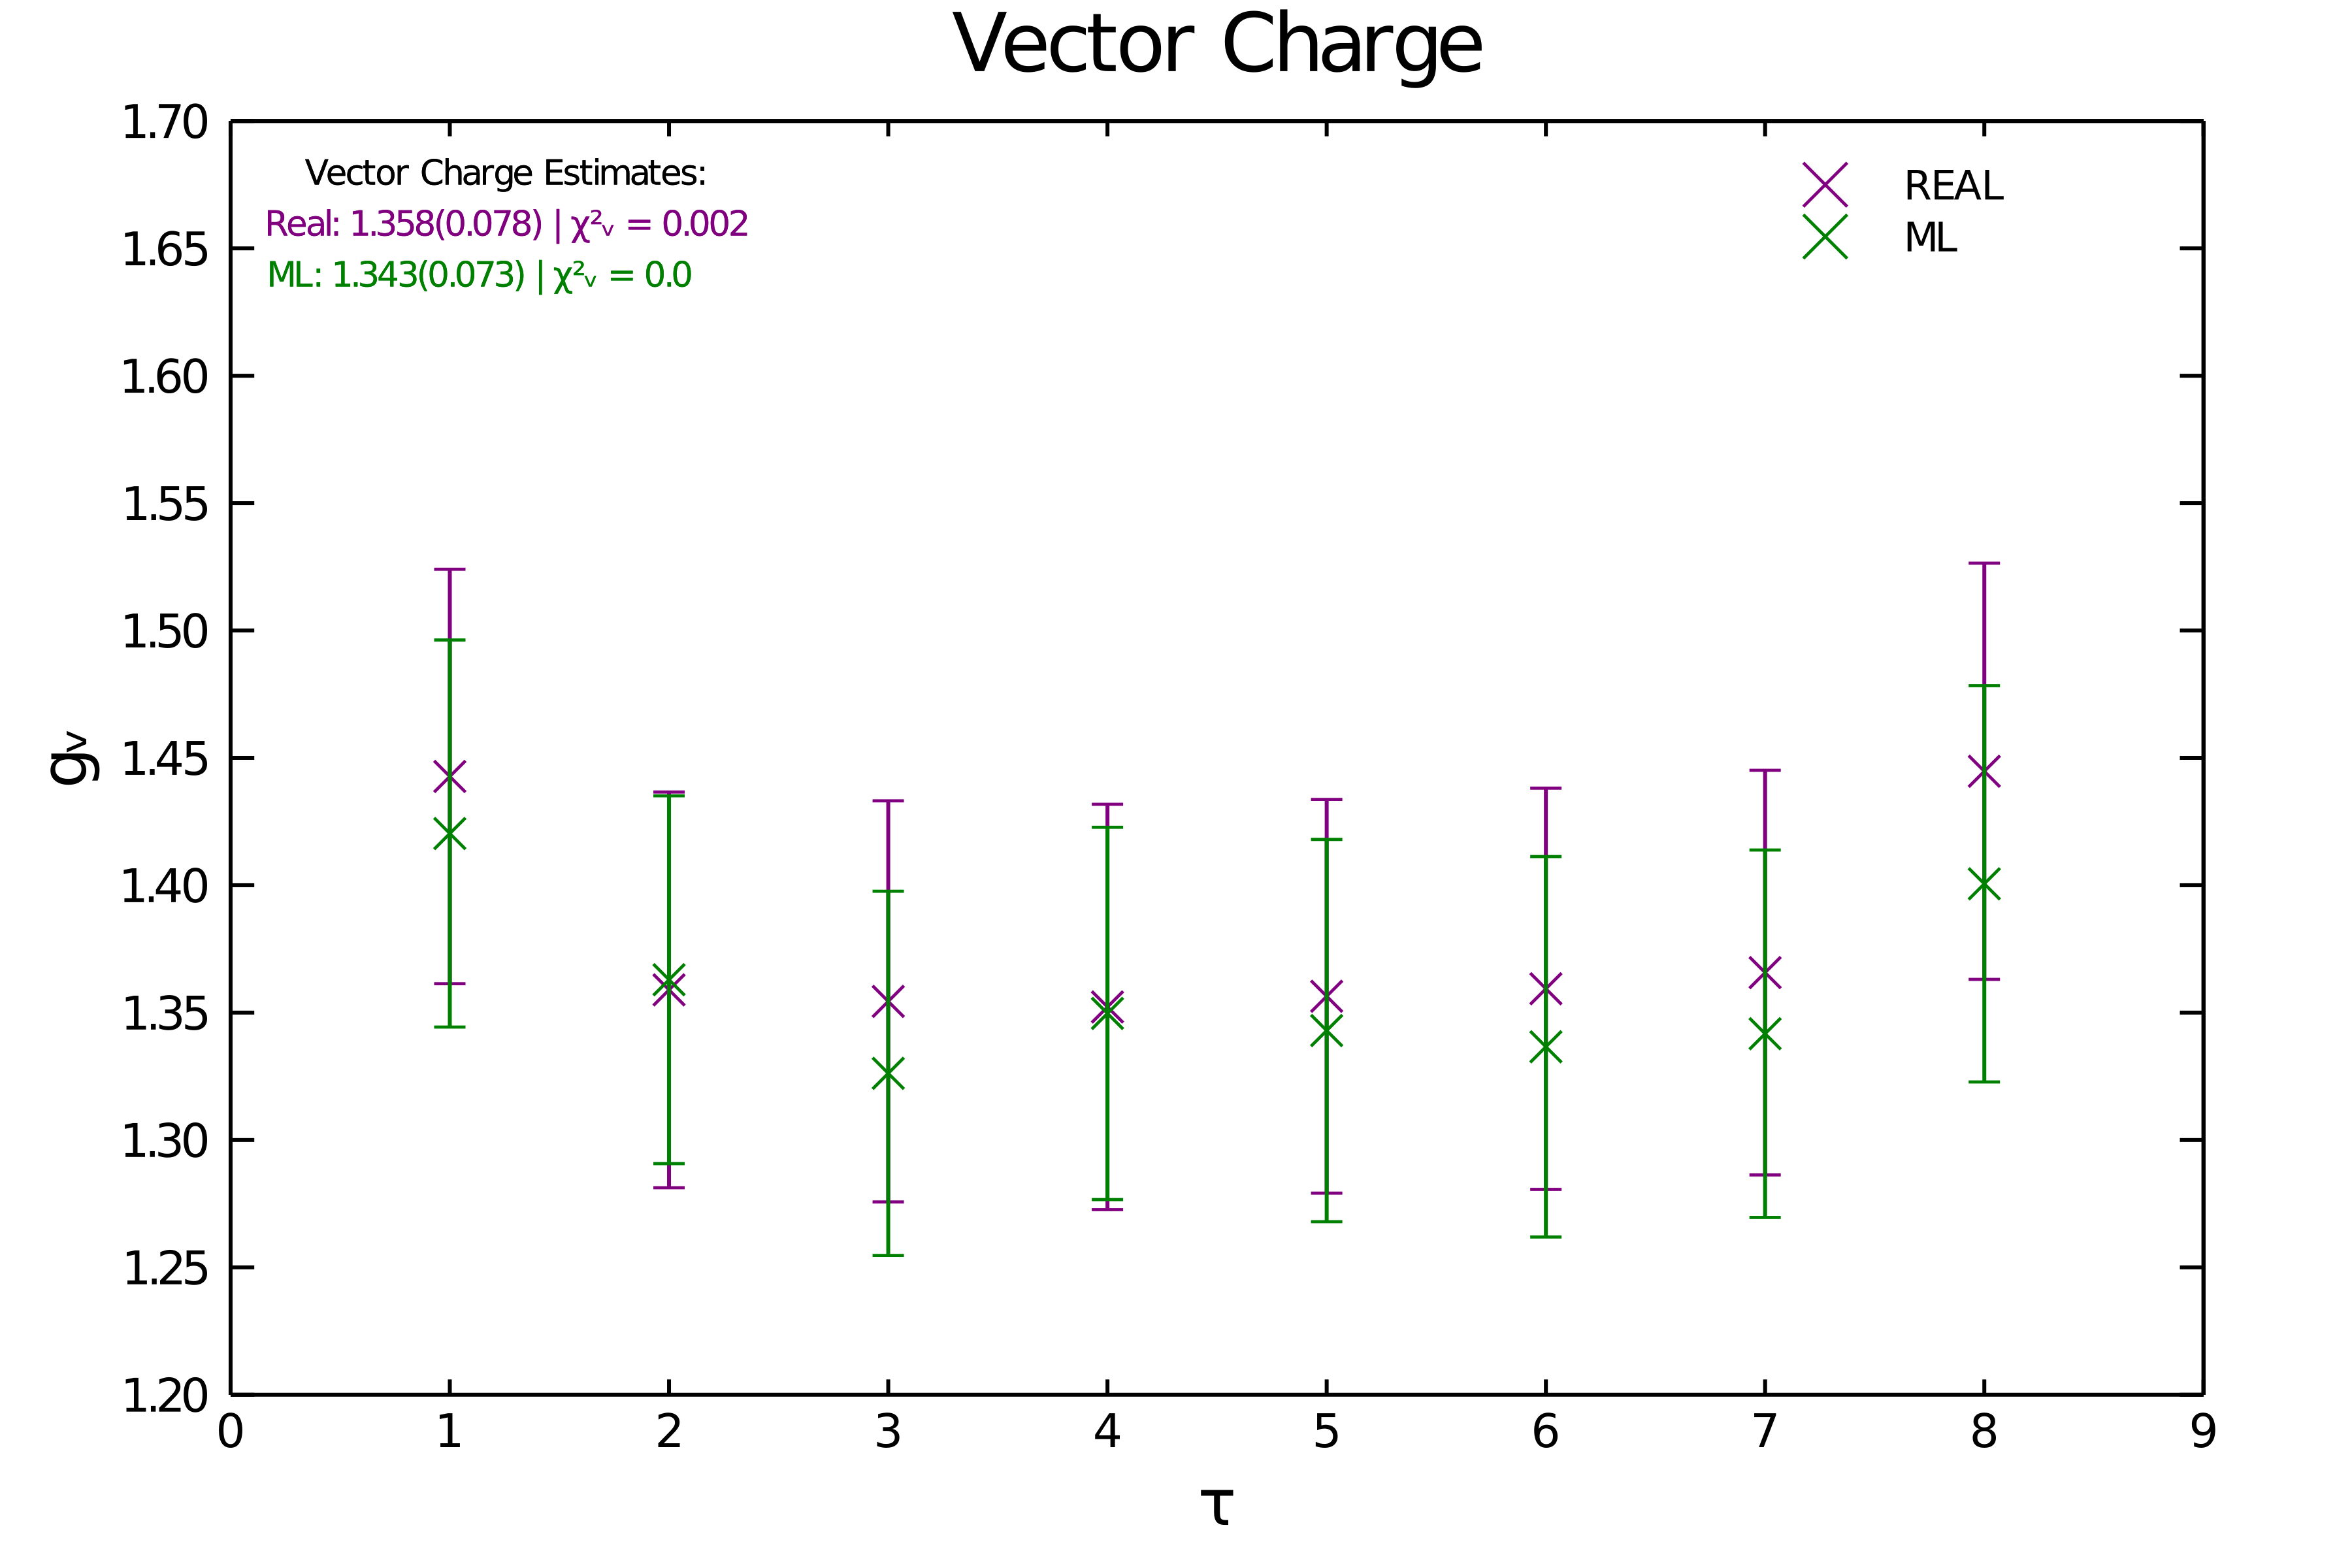 Vector Charge
1.70
1.65
1.60
1.55
1.50
1.45
1.40
1.35
1.30
1.25
1.20
Vector Charge Estimates:
Real: 1.358(0.078) | χ²ᵥ = 0.002
ML: 1.343(0.073) | χ²ᵥ = 0.0
REAL
ML
gᵥ
0 1 2 3 4 5 6 7 8 9
τ